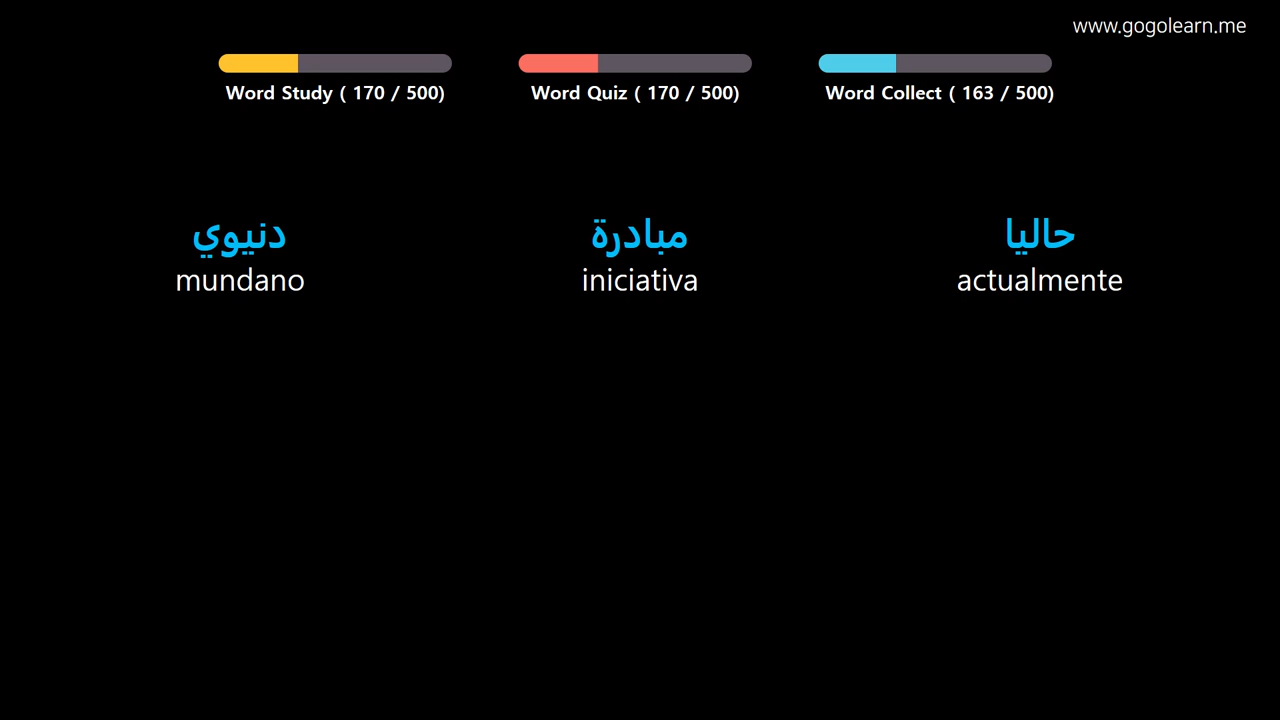 www.gogolearn.me
Word Study ( 170 / 500)
Word Quiz ( 170 / 500)
Word Collect ( 163 / 500)
دنيوي
mundano
مبادرة
iniciativa
حاليا
actualmente